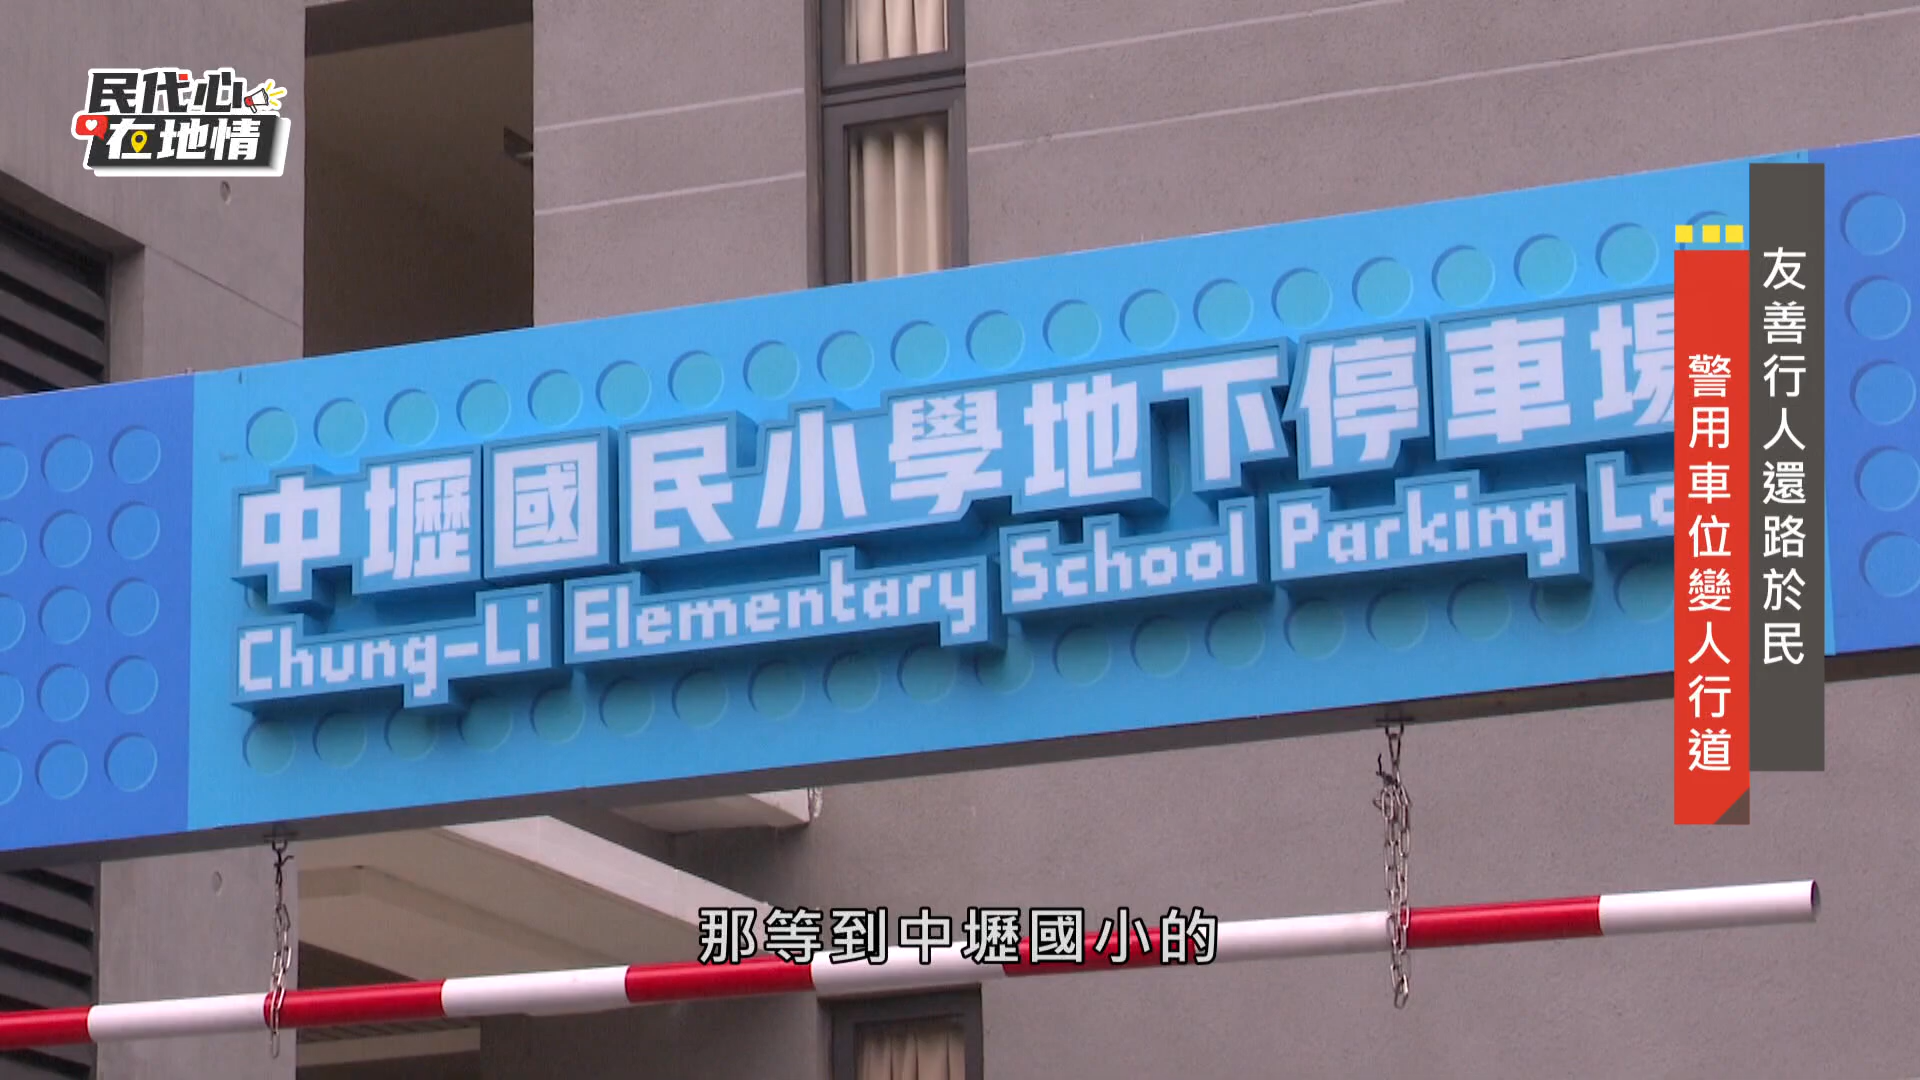 民代心
在地情
中壢國民小學地下停車場
Chung-Li Elementary School Parking
友善行人還路於民
警用車位變人行道
那等到中壢國小的